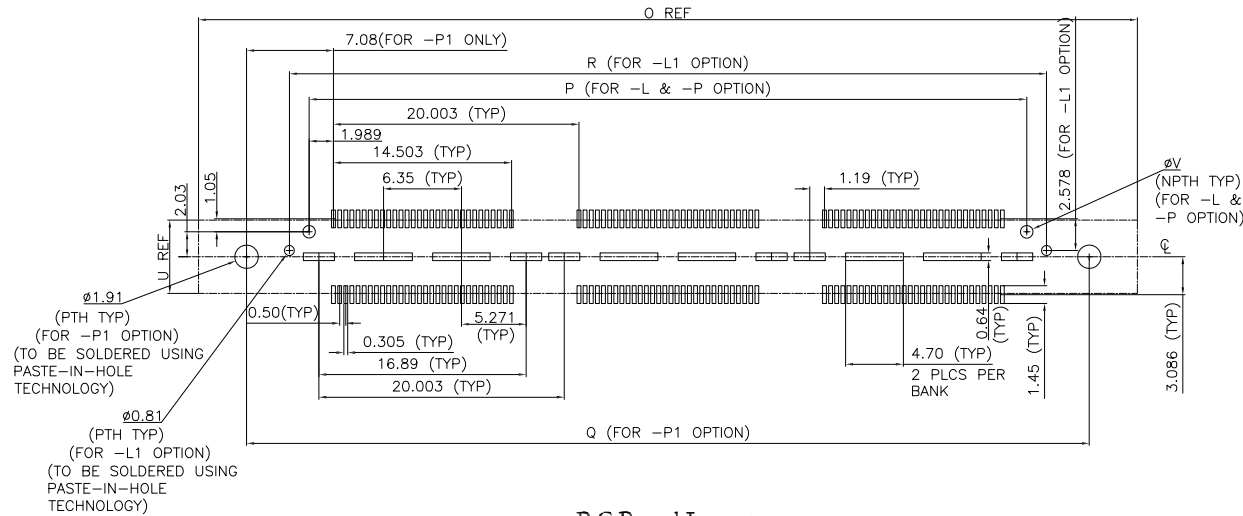 O REF
7.08(FOR -P1 ONLY)
R (FOR -L1 OPTION)
P (FOR -L & -P OPTION)
20.003 (TYP)
1.989
14.503 (TYP)
6.35 (TYP)
1.19 (TYP)
2.578 (FOR -L1 OPTION)
øV
(NPTH TYP)
(FOR -L &
-P OPTION)
1.05
2.03
U REF
℄
ø1.91
(PTH TYP)
(FOR -P1 OPTION)
(TO BE SOLDERED USING
PASTE-IN-HOLE
TECHNOLOGY)
0.50(TYP)
0.305 (TYP)
5.271
(TYP)
16.89 (TYP)
20.003 (TYP)
0.64
(TYP)
4.70 (TYP)
2 PLCS PER
BANK
1.45 (TYP)
3.086 (TYP)
ø0.81
(PTH TYP)
(FOR -L1 OPTION)
(TO BE SOLDERED USING
PASTE-IN-HOLE
TECHNOLOGY)
Q (FOR -P1 OPTION)